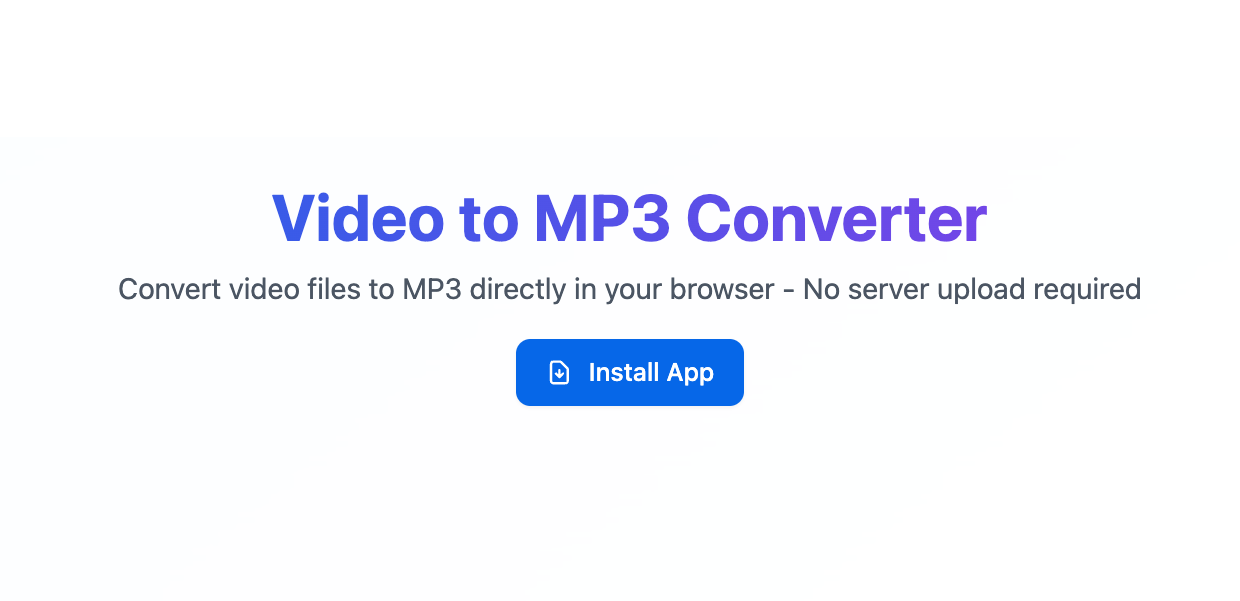 Video to MP3 Converter
Convert video files to MP3 directly in your browser - No server upload required
Install App